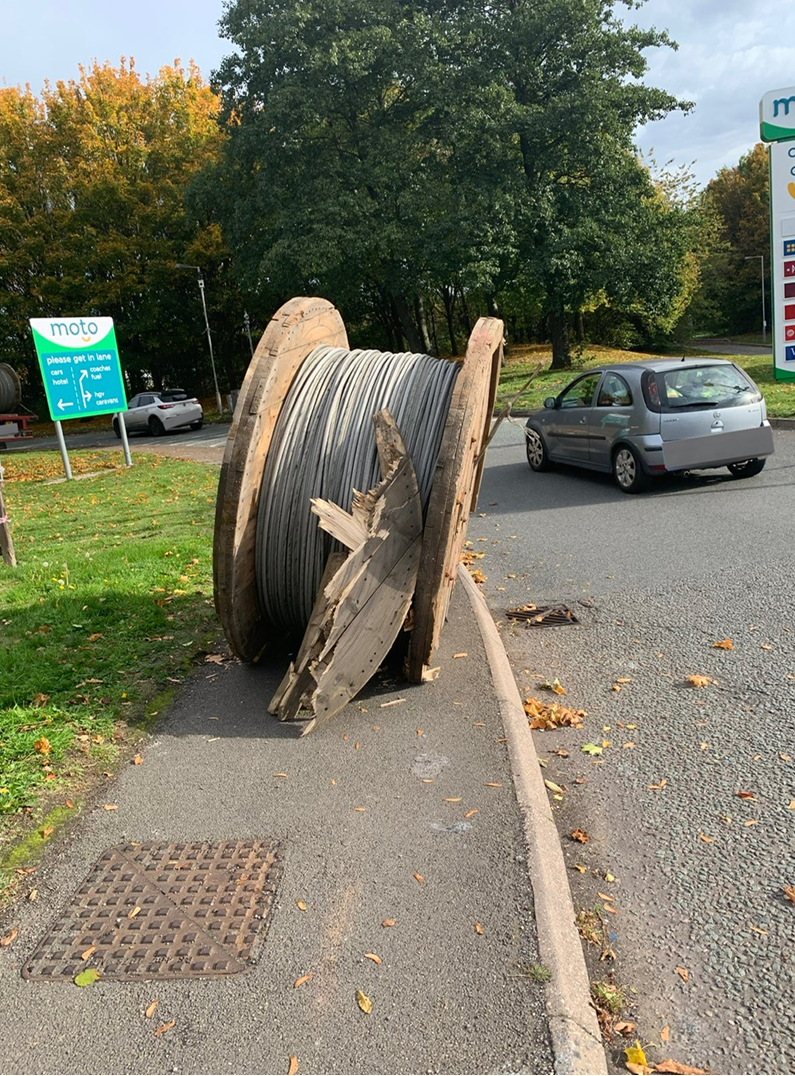 moto
please get in lane
cars
hotel
coaches
fuel
hgv
caravans